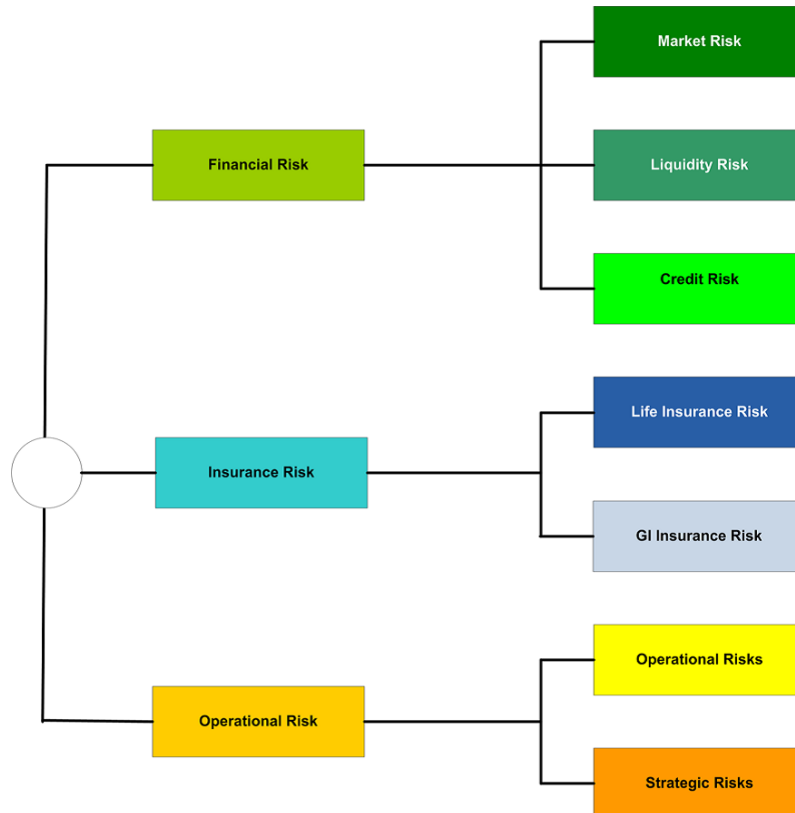 Market Risk
Financial Risk
Liquidity Risk
Credit Risk
Life Insurance Risk
Insurance Risk
GI Insurance Risk
Operational Risks
Operational Risk
Strategic Risks